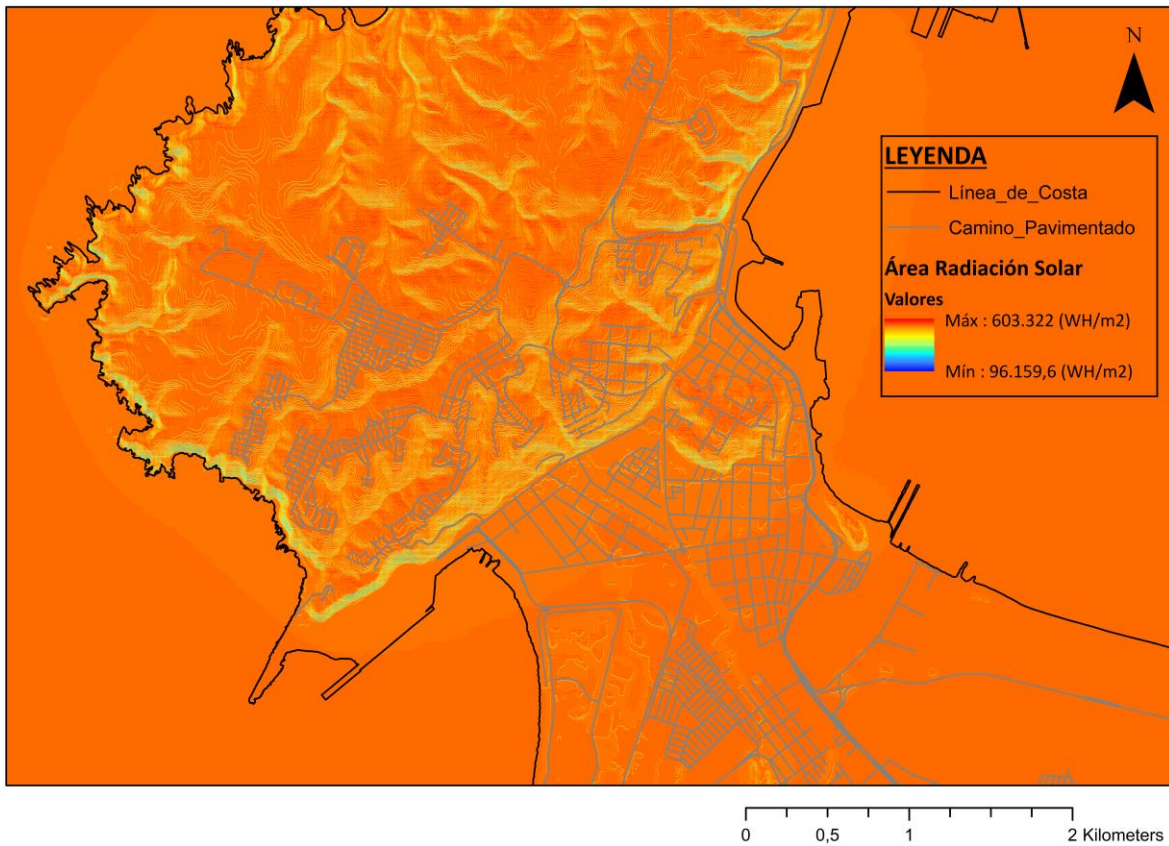 N
LEYENDA
Línea_de_Costa
Camino_Pavimentado
Área Radiación Solar
Valores
Máx : 603.322 (WH/m2)
Mín : 96.159,6 (WH/m2)
0 0,5 1 2 Kilometers